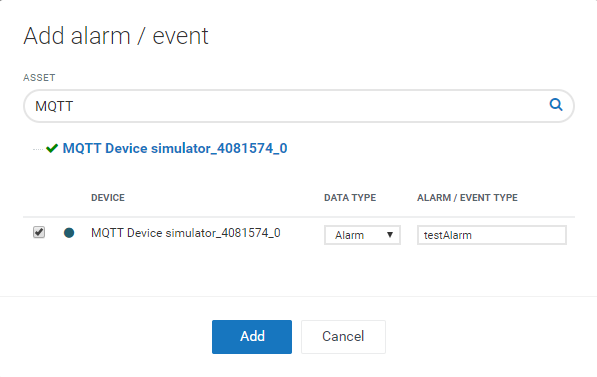 Add alarm / event
ASSET
MQTT
MQTT Device simulator_4081574_0
DEVICE DATA TYPE ALARM / EVENT TYPE
MQTT Device simulator_4081574_0 Alarm testAlarm
Add Cancel